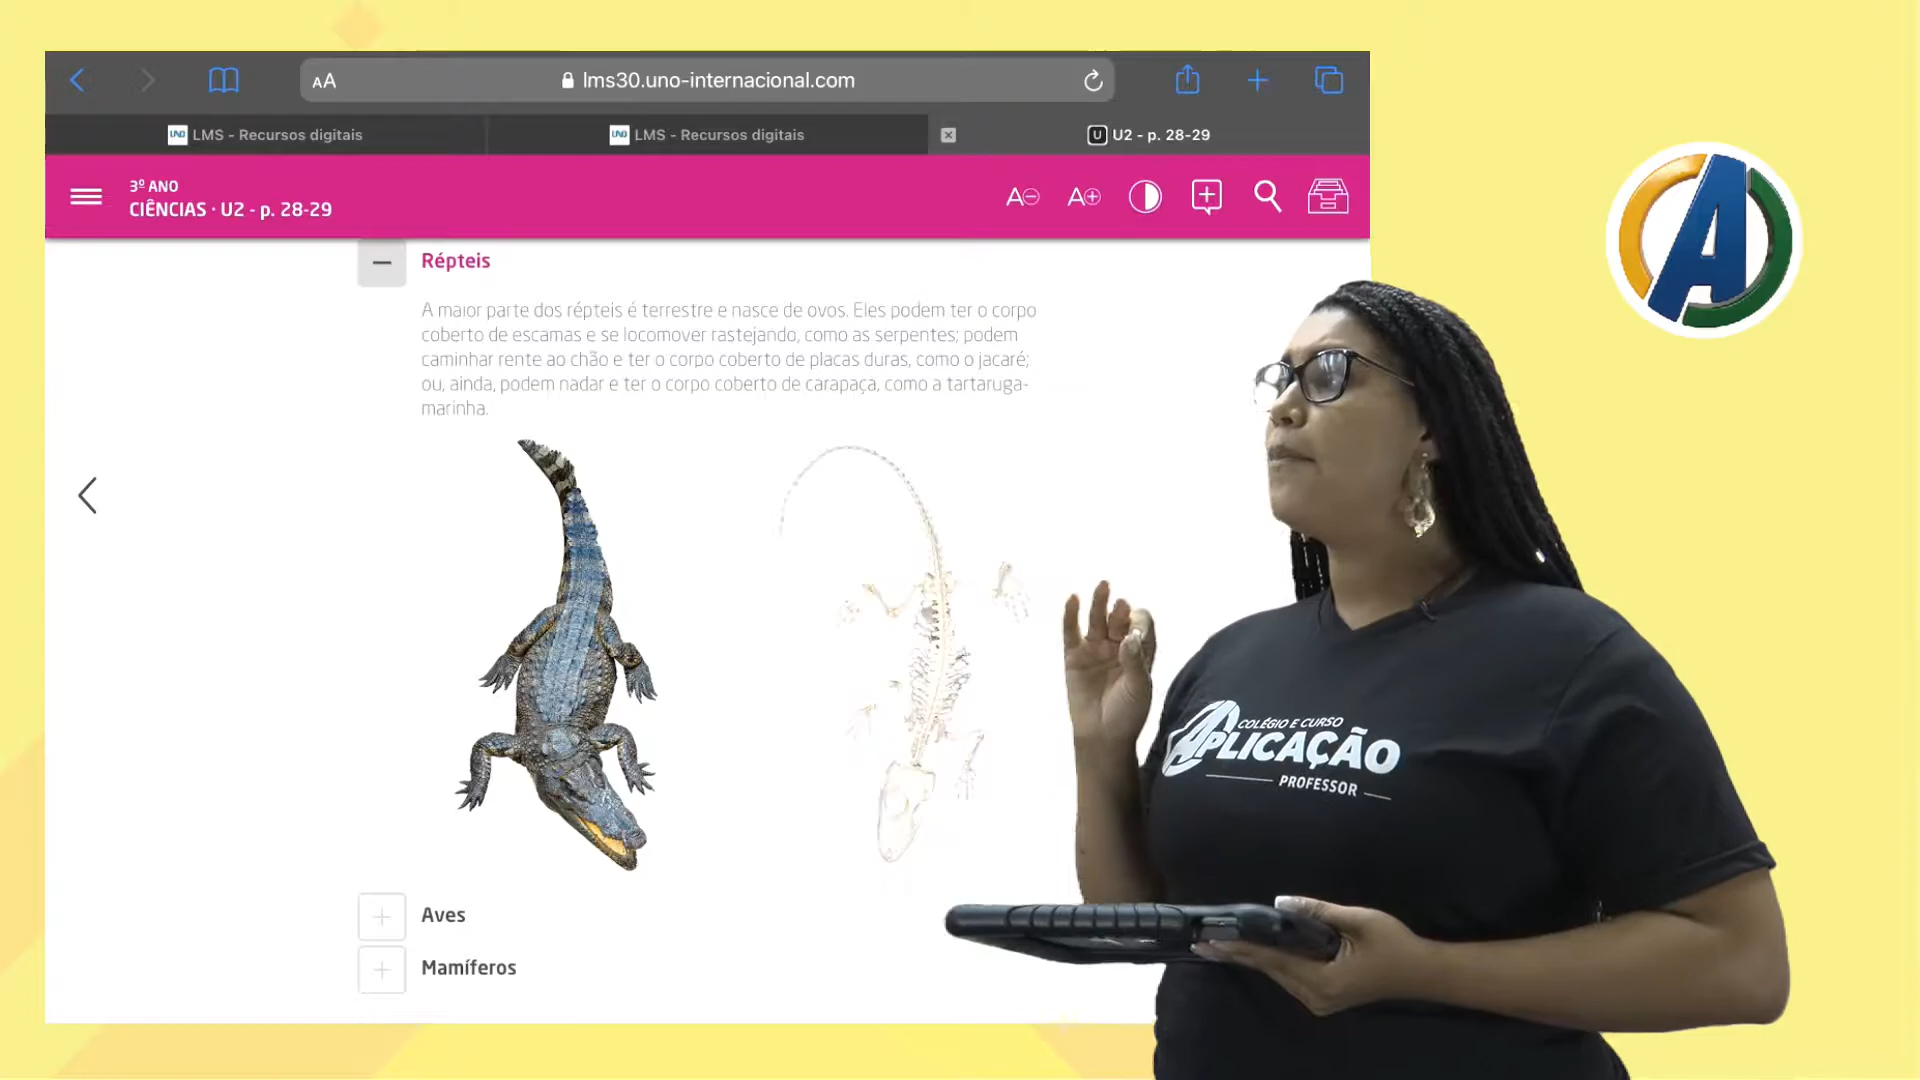 AA
lms30.uno-internacional.com
UNO LMS - Recursos digitais
UNO LMS - Recursos digitais
U U2 - p. 28-29
3º ANO
CIÊNCIAS · U2 - p. 28-29
A
A
Répteis
A maior parte dos répteis é terrestre e nasce de ovos. Eles podem ter o corpo
coberto de escamas e se locomover rastejando, como as serpentes; podem
caminhar rente ao chão e ter o corpo coberto de placas duras, como o jacaré;
ou, ainda, podem nadar e ter o corpo coberto de carapaça, como a tartaruga-
marinha.
Aves
Mamíferos
A
COLÉGIO E CURSO
APLICAÇÃO
PROFESSOR